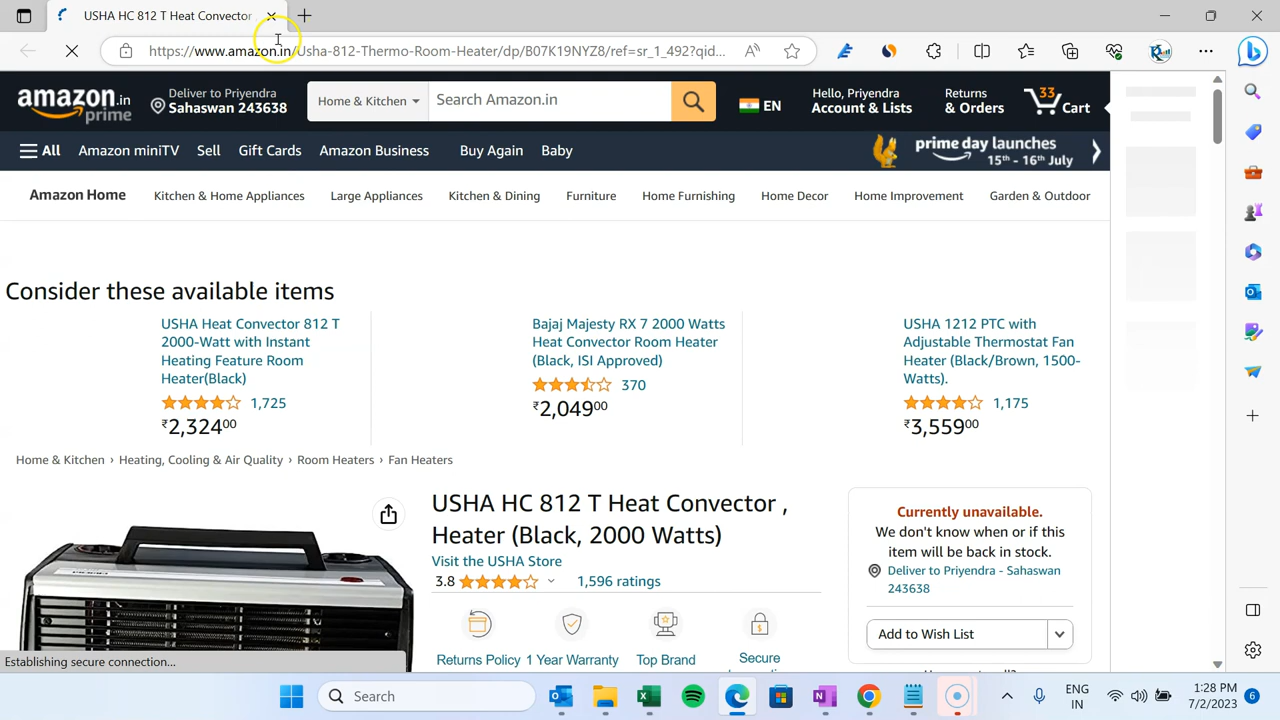 USHA HC 812 T Heat Convector
https://www.amazon.in/Usha-812-Thermo-Room-Heater/dp/B07K19NYZ8/ref=sr_1_492?qid...
amazon.in
prime
Deliver to Priyendra
Sahaswan 243638
Home & Kitchen
Search Amazon.in
EN
Hello, Priyendra
Account & Lists
Returns
& Orders
33
Cart
All
Amazon miniTV
Sell
Gift Cards
Amazon Business
Buy Again
Baby
prime day launches
15th - 16th July
Amazon Home
Kitchen & Home Appliances
Large Appliances
Kitchen & Dining
Furniture
Home Furnishing
Home Decor
Home Improvement
Garden & Outdoor
Consider these available items
USHA Heat Convector 812 T
2000-Watt with Instant
Heating Feature Room
Heater(Black)
1,725
₹2,32400
Bajaj Majesty RX 7 2000 Watts
Heat Convector Room Heater
(Black, ISI Approved)
370
₹2,04900
USHA 1212 PTC with
Adjustable Thermostat Fan
Heater (Black/Brown, 1500-
Watts).
1,175
₹3,55900
Home & Kitchen › Heating, Cooling & Air Quality › Room Heaters › Fan Heaters
USHA HC 812 T Heat Convector ,
Heater (Black, 2000 Watts)
Visit the USHA Store
3.8
1,596 ratings
Returns Policy
1 Year Warranty
Top Brand
Secure
Currently unavailable.
We don't know when or if this
item will be back in stock.
Deliver to Priyendra - Sahaswan
243638
Add to Wish List
Establishing secure connection...
Search
ENG
IN
1:28 PM
7/2/2023
6